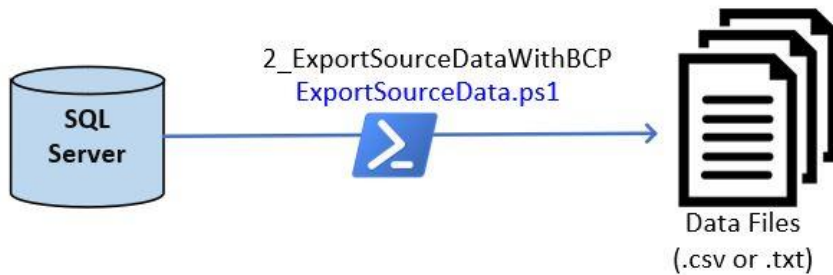 2_ExportSourceDataWithBCP
ExportSourceData.ps1
SQL
Server
Data Files
(.csv or .txt)